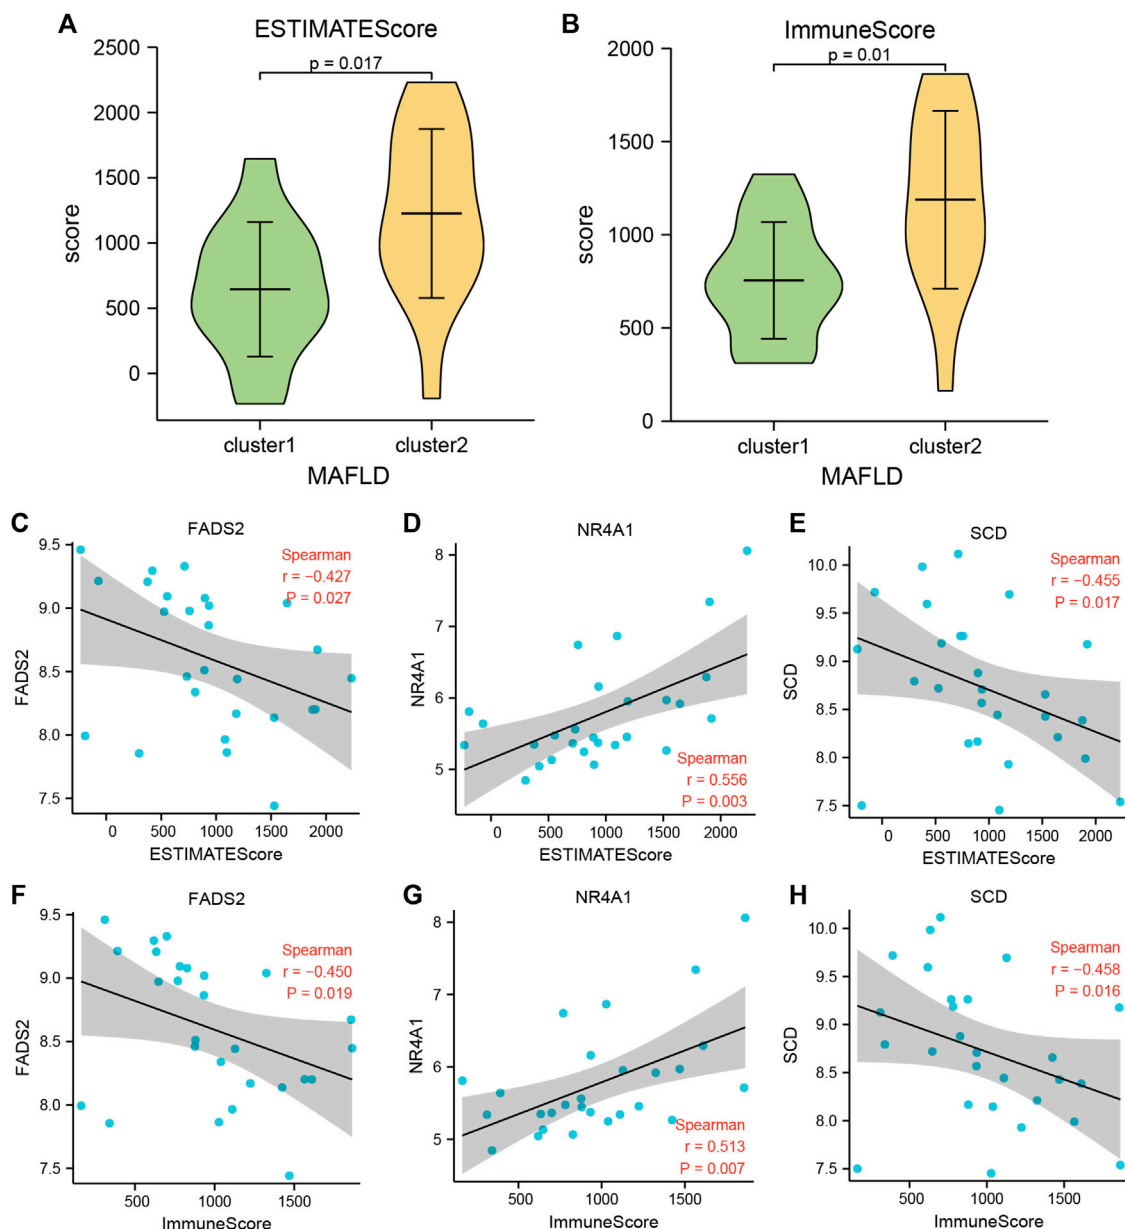 A
ESTIMATEScore
p = 0.017
2500
2000
1500
1000
500
0
score
cluster1
cluster2
MAFLD
B
ImmuneScore
p = 0.01
2000
1500
1000
500
0
score
cluster1
cluster2
MAFLD
C
FADS2
Spearman
r = −0.427
P = 0.027
9.5
9.0
8.5
8.0
7.5
FADS2
0 500 1000 1500 2000
ESTIMATEScore
D
NR4A1
8
7
6
5
NR4A1
Spearman
r = 0.556
P = 0.003
0 500 1000 1500 2000
ESTIMATEScore
E
SCD
Spearman
r = −0.455
P = 0.017
10.0
9.5
9.0
8.5
8.0
7.5
SCD
0 500 1000 1500 2000
ESTIMATEScore
F
FADS2
Spearman
r = −0.450
P = 0.019
9.5
9.0
8.5
8.0
7.5
FADS2
500 1000 1500
ImmuneScore
G
NR4A1
8
7
6
5
NR4A1
Spearman
r = 0.513
P = 0.007
500 1000 1500
ImmuneScore
H
SCD
Spearman
r = −0.458
P = 0.016
10.0
9.5
9.0
8.5
8.0
7.5
SCD
500 1000 1500
ImmuneScore